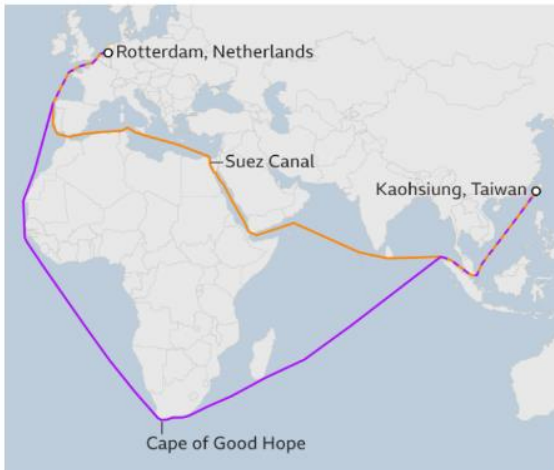 Rotterdam, Netherlands
Suez Canal
Kaohsiung, Taiwan
Cape of Good Hope